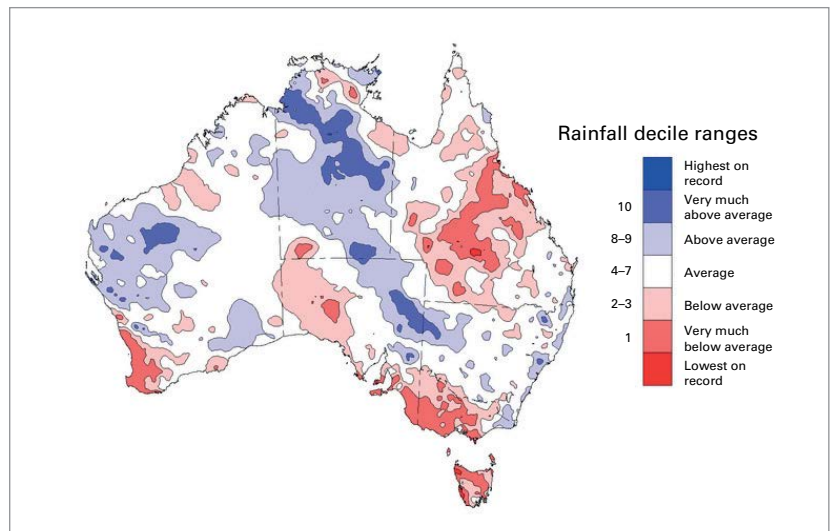 Rainfall decile ranges
Highest on
record
10 Very much
above average
8–9 Above average
4–7 Average
2–3 Below average
1 Very much
below average
Lowest on
record